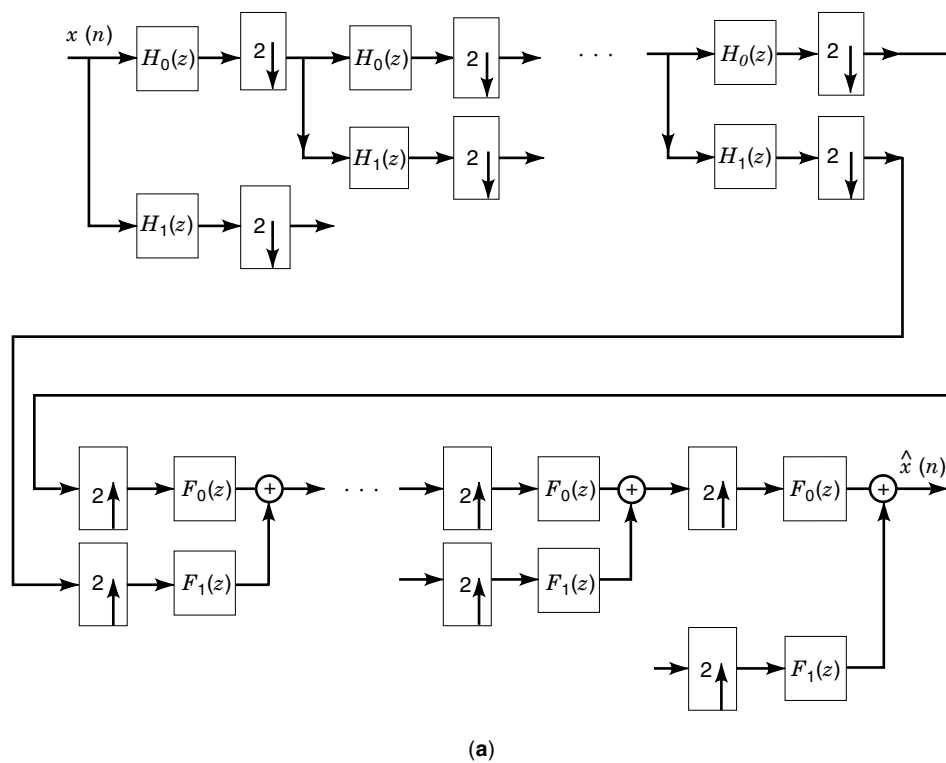 x (n)
H₀(z) 2 H₀(z) 2 · · · H₀(z) 2
H₁(z) 2 H₁(z) 2
H₁(z) 2
2 F₀(z) + · · · 2 F₀(z) + 2 F₀(z) + x̂ (n)
2 F₁(z) 2 F₁(z)
2 F₁(z)
(a)